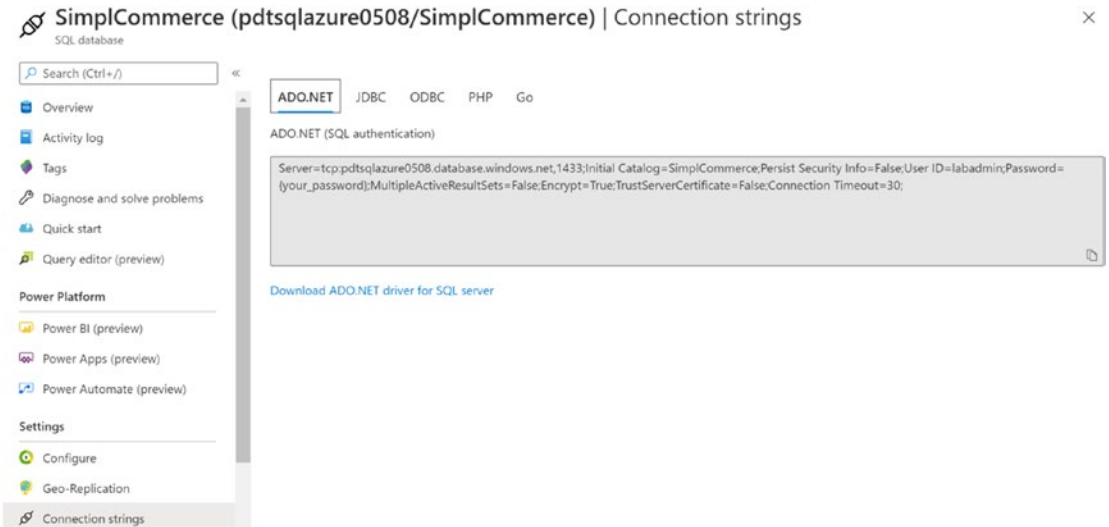 SimplCommerce (pdtsqlazure0508/SimplCommerce) | Connection strings
SQL database
Search (Ctrl+/)
Overview
Activity log
Tags
Diagnose and solve problems
Quick start
Query editor (preview)
Power Platform
Power BI (preview)
Power Apps (preview)
Power Automate (preview)
Settings
Configure
Geo-Replication
Connection strings
ADO.NET JDBC ODBC PHP Go
ADO.NET (SQL authentication)
Server=tcp:pdtsqlazure0508.database.windows.net,1433;Initial Catalog=SimplCommerce;Persist Security Info=False;User ID=labadmin;Password=
{your_password};MultipleActiveResultSets=False;Encrypt=True;TrustServerCertificate=False;Connection Timeout=30;
Download ADO.NET driver for SQL server